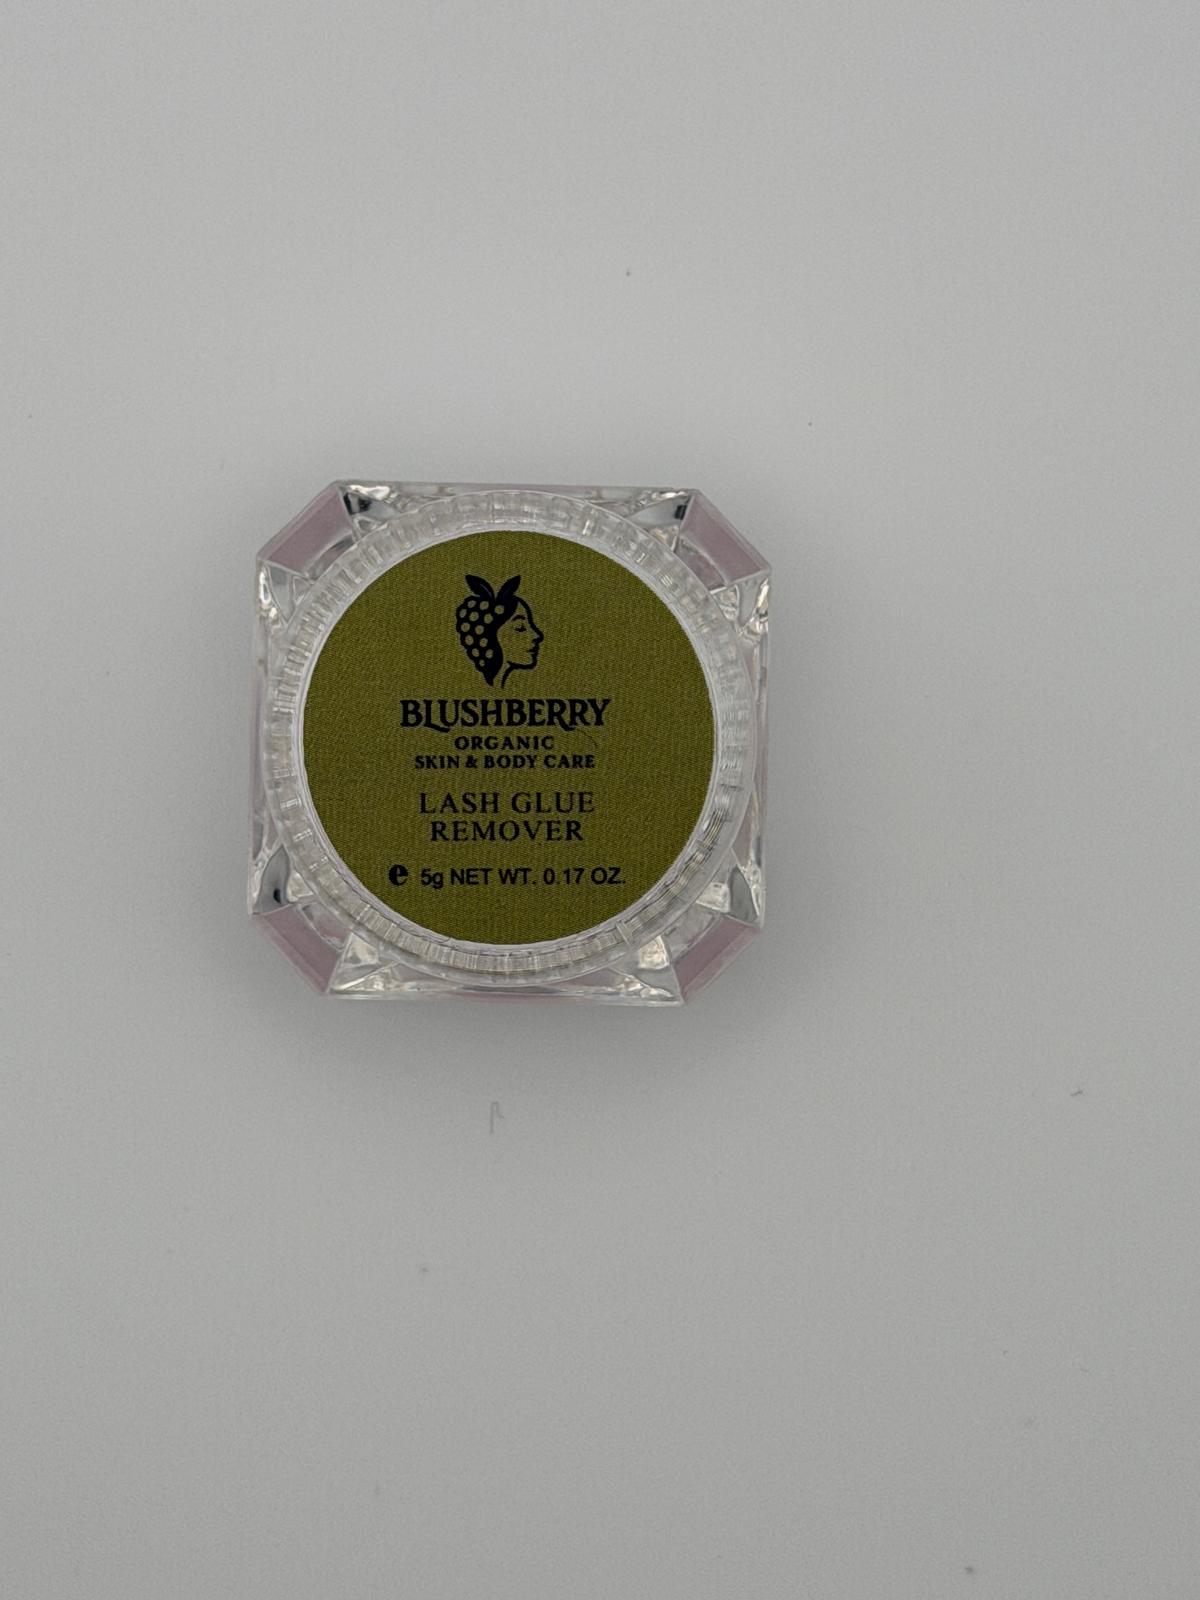 BLUSHBERRY
ORGANIC
SKIN & BODY CARE
LASH GLUE
REMOVER
℮ 5g NET WT. 0.17 OZ.